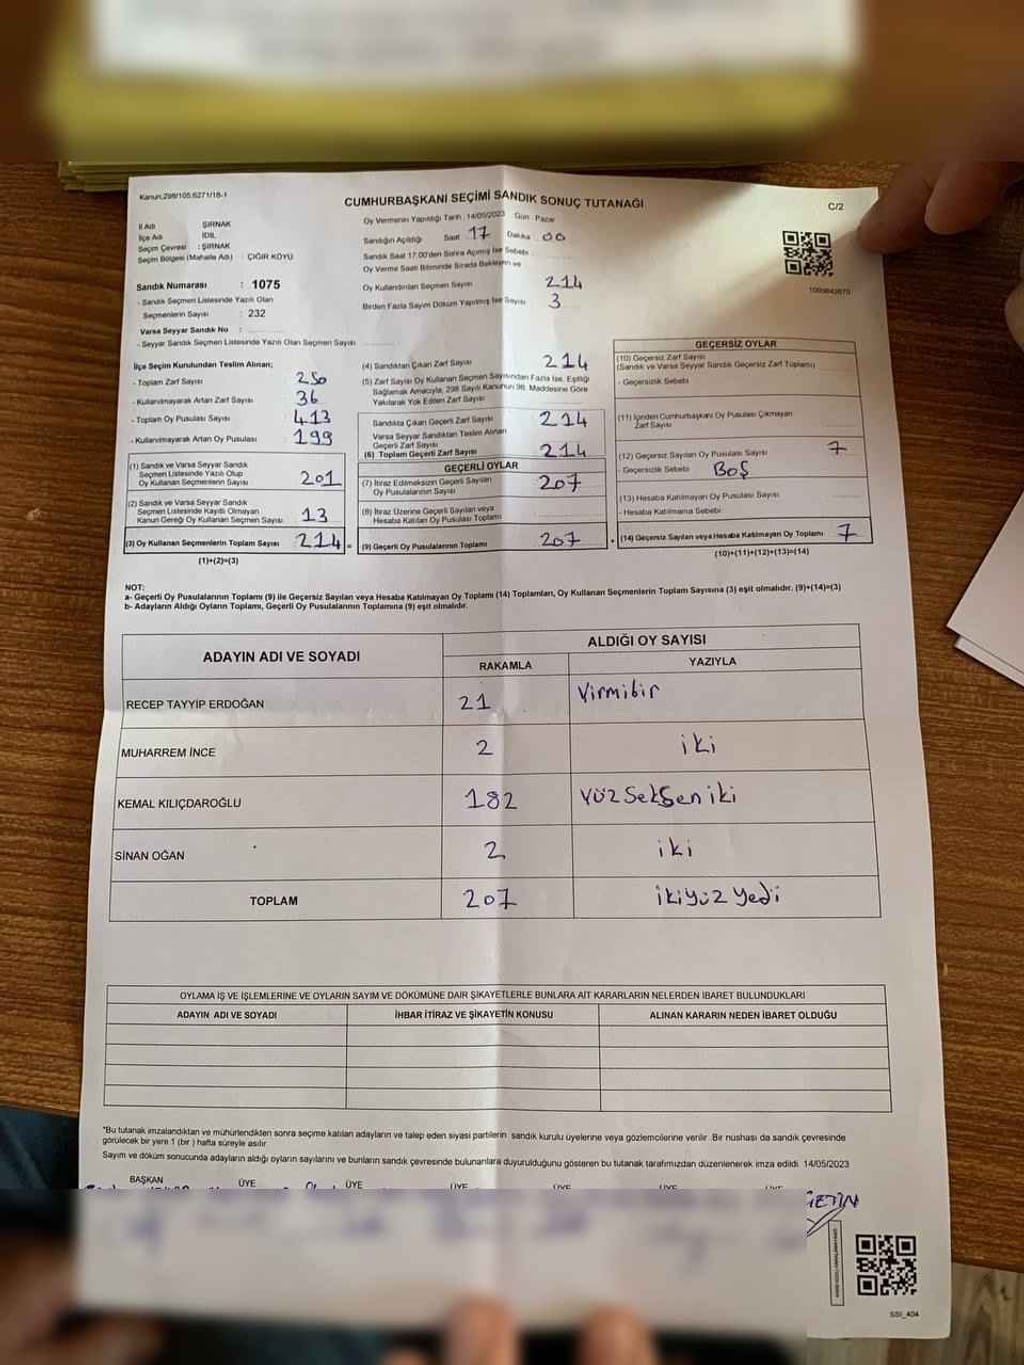 Kanun:298/105:6271/18-1
CUMHURBAŞKANI SEÇİMİ SANDIK SONUÇ TUTANAĞI
C/2
İl Adı ŞIRNAK
İlçe Adı İDİL
Seçim Çevresi : ŞIRNAK
Seçim Bölgesi (Mahalle Adı) : ÇIĞIR KÖYÜ
Sandık Numarası : 1075
- Sandık Seçmen Listesinde Yazılı Olan
Seçmenlerin Sayısı : 232
Varsa Seyyar Sandık No :
- Seyyar Sandık Seçmen Listesinde Yazılı Olan Seçmen Sayısı
Oy Vermenin Yapıldığı Tarih : 14/05/2023 Gün : Pazar
Sandığın Açıldığı Saat 17 Dakika 00
Sandık Saat 17:00'den Sonra Açılmış İse Sebebi
Oy Verme Saati Bitiminde Sırada Bekleyen ve
Oy Kullandırılan Seçmen Sayısı 214
Birden Fazla Sayım Döküm Yapılmış İse Sayısı 3
İlçe Seçim Kurulundan Teslim Alınan;
- Toplam Zarf Sayısı 250
- Kullanılmayarak Artan Zarf Sayısı 36
- Toplam Oy Pusulası Sayısı 413
- Kullanılmayarak Artan Oy Pusulası 199
(1) Sandık ve Varsa Seyyar Sandık
Seçmen Listesinde Yazılı Olup
Oy Kullanan Seçmenlerin Sayısı 201
(2) Sandık ve Varsa Seyyar Sandık
Seçmen Listesinde Kayıtlı Olmayan
Kanun Gereği Oy Kullanan Seçmen Sayısı 13
(3) Oy Kullanan Seçmenlerin Toplam Sayısı 214 =
(1)+(2)=(3)
(4) Sandıktan Çıkan Zarf Sayısı 214
(5) Zarf Sayısı Oy Kullanan Seçmen Sayısından Fazla İse, Eşitliği
Sağlamak Amacıyla, 298 Sayılı Kanunun 98. Maddesine Göre
Yakılarak Yok Edilen Zarf Sayısı
Sandıkta Çıkan Geçerli Zarf Sayısı 214
Varsa Seyyar Sandıktan Teslim Alınan
Geçerli Zarf Sayısı
(6) Toplam Geçerli Zarf Sayısı 214
GEÇERLİ OYLAR
(7) İtiraz Edilmeksizin Geçerli Sayılan
Oy Pusulalarının Sayısı 207
(8) İtiraz Üzerine Geçerli Sayılan veya
Hesaba Katılan Oy Pusulası Toplamı
(9) Geçerli Oy Pusulalarının Toplamı 207
GEÇERSİZ OYLAR
(10) Geçersiz Zarf Sayısı
(Sandık ve Varsa Seyyar Sandık Geçersiz Zarf Toplamı)
- Geçersizlik Sebebi
(11) İçinden Cumhurbaşkanı Oy Pusulası Çıkmayan
Zarf Sayısı
(12) Geçersiz Sayılan Oy Pusulası Sayısı 7
- Geçersizlik Sebebi BOŞ
(13) Hesaba Katılmayan Oy Pusulası Sayısı
- Hesaba Katılmama Sebebi
+ (14) Geçersiz Sayılan veya Hesaba Katılmayan Oy Toplamı 7
(10)+(11)+(12)+(13)=(14)
NOT:
a- Geçerli Oy Pusulalarının Toplamı (9) ile Geçersiz Sayılan veya Hesaba Katılmayan Oy Toplamı (14) Toplamları, Oy Kullanan Seçmenlerin Toplam Sayısına (3) eşit olmalıdır. (9)+(14)=(3)
b- Adayların Aldığı Oyların Toplamı, Geçerli Oy Pusulalarının Toplamına (9) eşit olmalıdır.
ADAYIN ADI VE SOYADI ALDIĞI OY SAYISI
RAKAMLA YAZIYLA
RECEP TAYYİP ERDOĞAN 21 Yirmibir
MUHARREM İNCE 2 iki
KEMAL KILIÇDAROĞLU 182 YüzSekSeniki
SİNAN OĞAN 2 iki
TOPLAM 207 ikiyüz yedi
OYLAMA İŞ VE İŞLEMLERİNE VE OYLARIN SAYIM VE DÖKÜMÜNE DAİR ŞİKAYETLERLE BUNLARA AİT KARARLARIN NELERDEN İBARET BULUNDUKLARI
ADAYIN ADI VE SOYADI İHBAR İTİRAZ VE ŞİKAYETİN KONUSU ALINAN KARARIN NEDEN İBARET OLDUĞU
*Bu tutanak imzalandıktan ve mühürlendikten sonra seçime katılan adayların ve talep eden siyasi partilerin sandık kurulu üyelerine veya gözlemcilerine verilir. Bir nüshası da sandık çevresinde
görülecek bir yere 1 (bir ) hafta süreyle asılır
Sayım ve döküm sonucunda adayların aldığı oyların sayılarını ve bunların sandık çevresinde bulunanlara duyurulduğunu gösteren bu tutanak tarafımızdan düzenlenerek imza edildi. 14/05/2023
BAŞKAN ÜYE ÜYE ÜYE ÜYE ÜYE ÜYE
ÇETİN
SSI_404